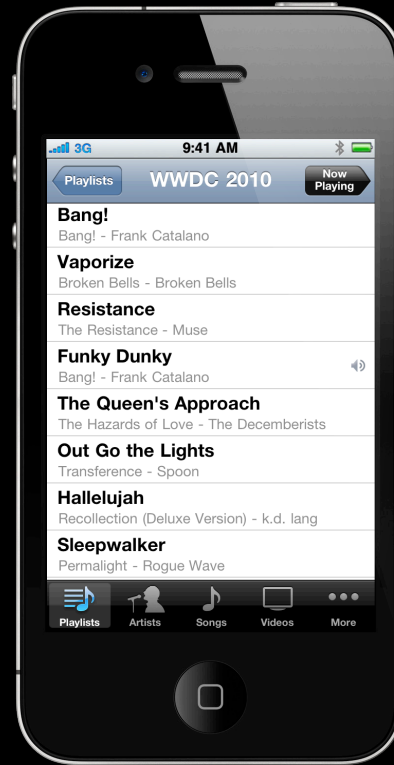 3G 9:41 AM
Playlists WWDC 2010 Now
Playing
Bang!
Bang! - Frank Catalano
Vaporize
Broken Bells - Broken Bells
Resistance
The Resistance - Muse
Funky Dunky
Bang! - Frank Catalano
The Queen's Approach
The Hazards of Love - The Decemberists
Out Go the Lights
Transference - Spoon
Hallelujah
Recollection (Deluxe Version) - k.d. lang
Sleepwalker
Permalight - Rogue Wave
Playlists Artists Songs Videos More